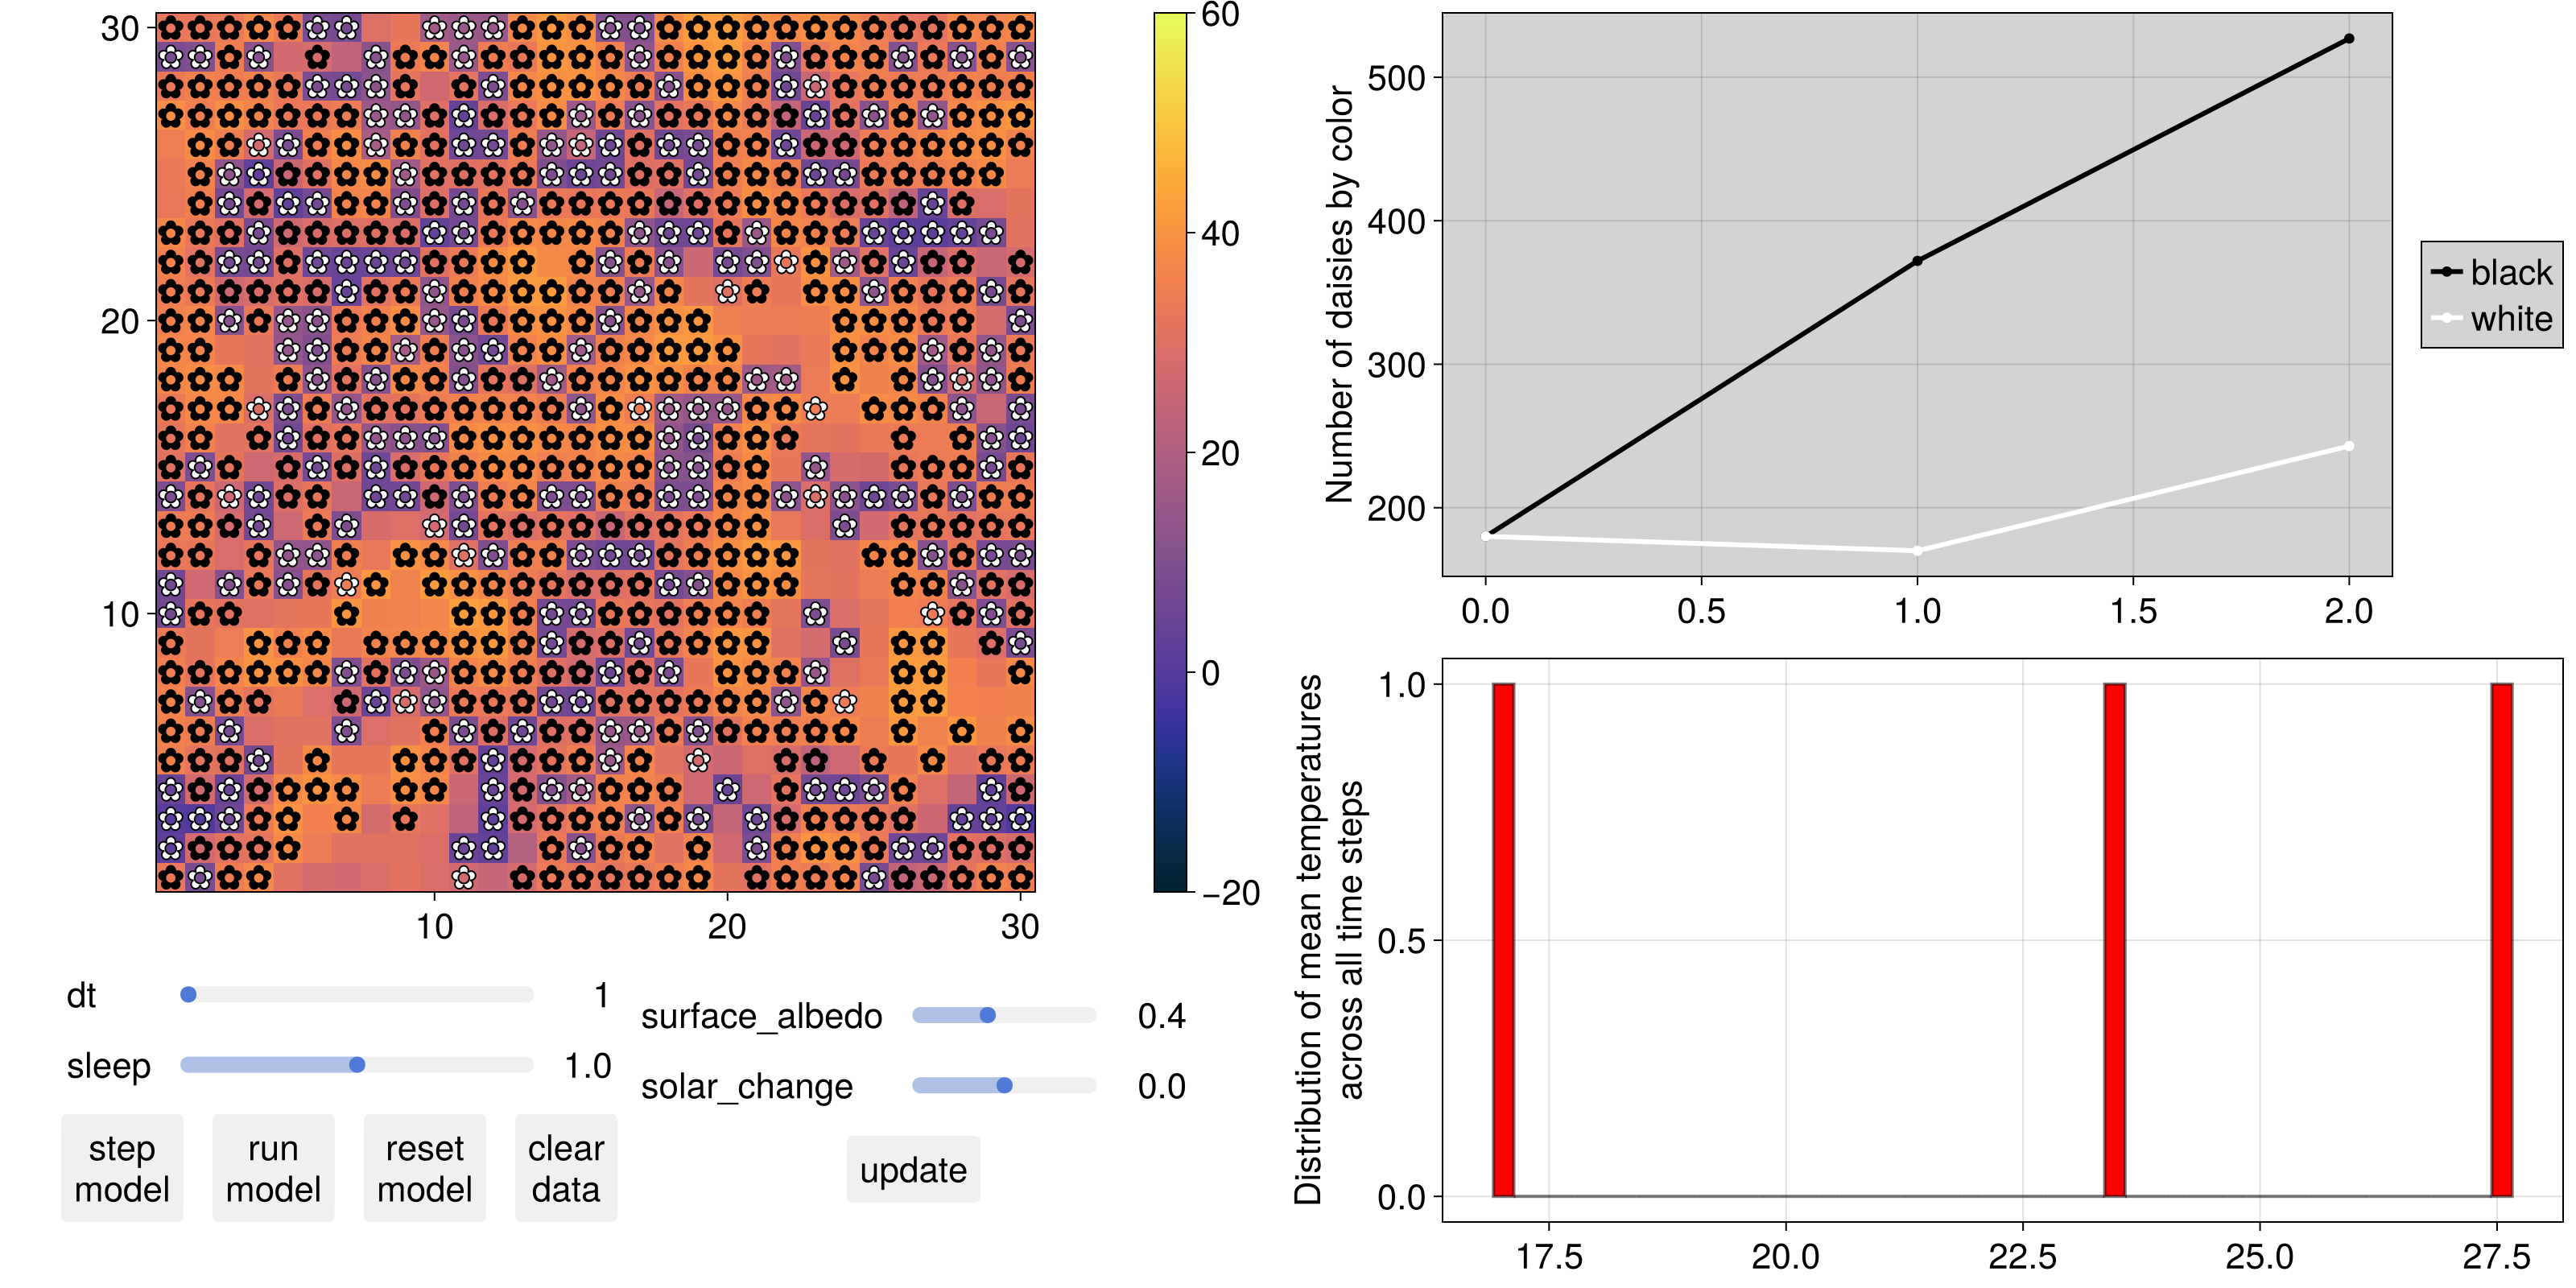 30
20
10
10
20
30
60
40
20
0
−20
Number of daisies by color
500
400
300
200
0.0
0.5
1.0
1.5
2.0
black
white
Distribution of mean temperatures
across all time steps
1.0
0.5
0.0
17.5
20.0
22.5
25.0
27.5
dt
1
sleep
1.0
surface_albedo
0.4
solar_change
0.0
step
model
run
model
reset
model
clear
data
update